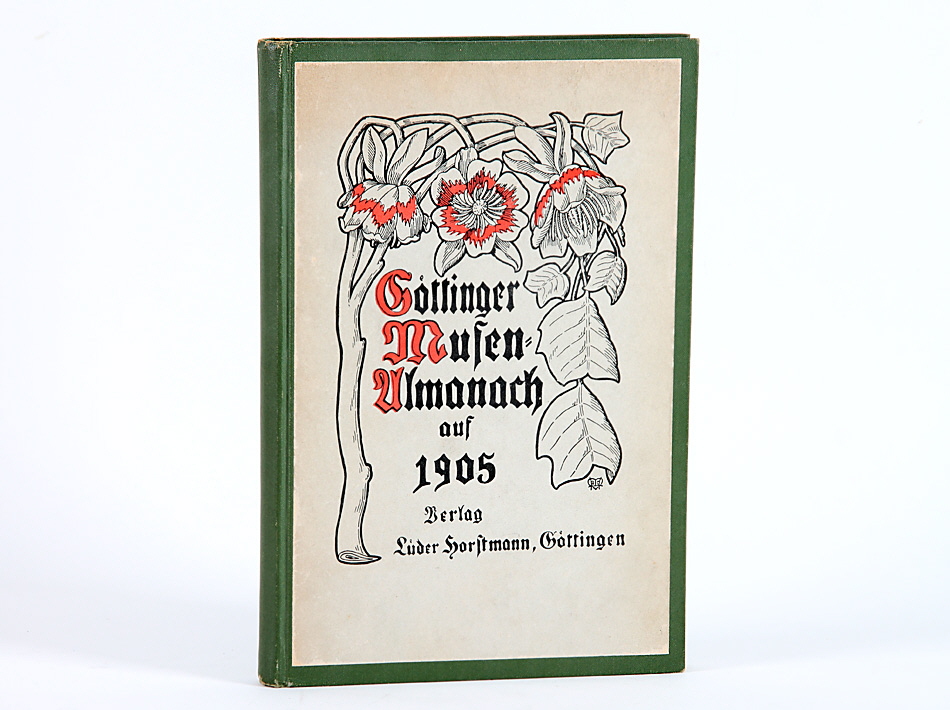 Göttinger
Muſen-
Almanach
auf
1905
Verlag
Lüder Horſtmann, Göttingen